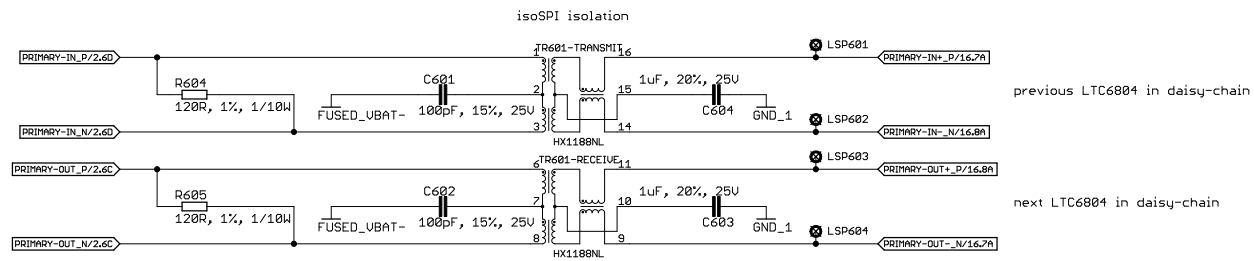 isoSPI isolation
TR601-TRANSMIT
1
16
LSP601
PRIMARY-IN_P/2.6D
PRIMARY-IN+_P/16.7A
R604
C601
1uF, 20%, 25V
2
15
previous LTC6804 in daisy-chain
120R, 1%, 1/10W
FUSED_VBAT-
100pF, 15%, 25V
C604
GND_1
LSP602
3
14
PRIMARY-IN_N/2.6D
PRIMARY-IN-_N/16.8A
HX1188NL
TR601-RECEIVE
6
11
LSP603
PRIMARY-OUT_P/2.6C
PRIMARY-OUT+_P/16.8A
R605
C602
1uF, 20%, 25V
7
10
next LTC6804 in daisy-chain
120R, 1%, 1/10W
FUSED_VBAT-
100pF, 15%, 25V
C603
GND_1
LSP604
8
9
PRIMARY-OUT_N/2.6C
PRIMARY-OUT-_N/16.7A
HX1188NL